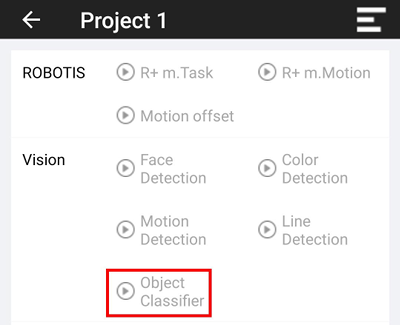 Project 1
ROBOTIS
R+ m.Task
R+ m.Motion
Motion offset
Vision
Face
Detection
Color
Detection
Motion
Detection
Line
Detection
Object
Classifier